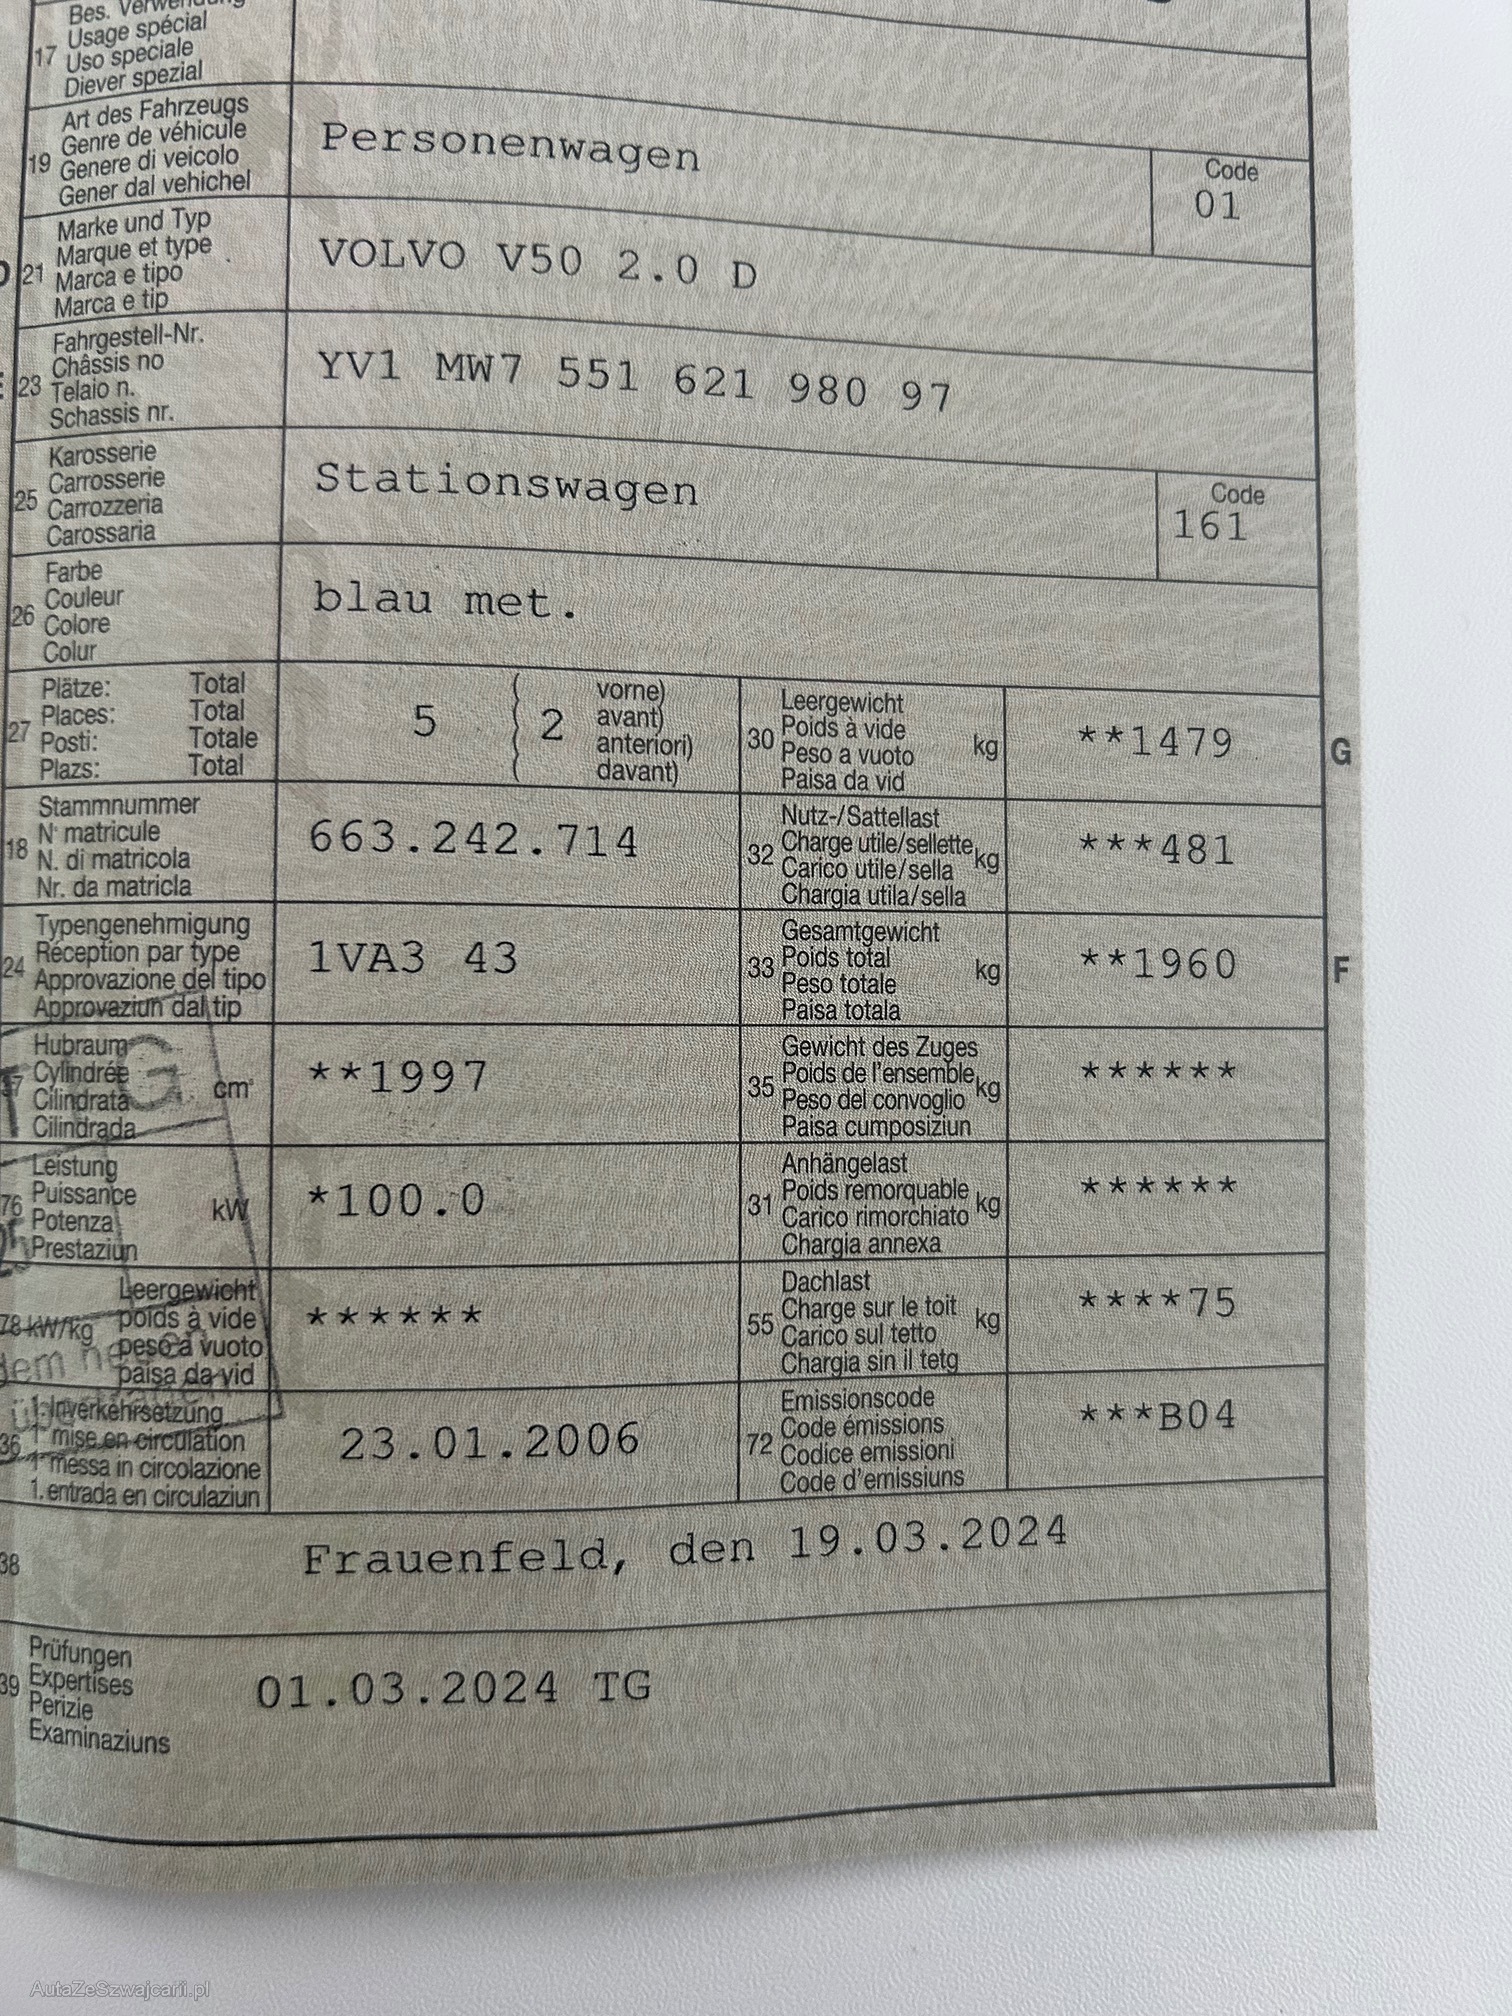 Bes. Verwendung
17 Usage spécial
Uso speciale
Diever spezial
Art des Fahrzeugs
19 Genre de véhicule
Genere di veicolo
Gener dal vehichel
Personenwagen
Code
01
Marke und Typ
21 Marque et type
Marca e tipo
Marca e tip
VOLVO V50 2.0 D
Fahrgestell-Nr.
23 Châssis no
Telaio n.
Schassis nr.
YV1 MW7 551 621 980 97
Karosserie
25 Carrosserie
Carrozzeria
Carossaria
Stationswagen
Code
161
Farbe
26 Couleur
Colore
Colur
blau met.
27 Plätze: Total
Places: Total
Posti: Totale
Plazs: Total
5 2 vorne)
avant)
anteriori)
davant)
30 Leergewicht
Poids à vide
Peso a vuoto kg
Paisa da vid
**1479
G
18 Stammnummer
N° matricule
N. di matricola
Nr. da matricla
663.242.714
32 Nutz-/Sattellast
Charge utile/sellette kg
Carico utile/sella
Chargia utila/sella
***481
24 Typengenehmigung
Réception par type
Approvazione del tipo
Approvaziun dal tip
1VA3 43
33 Gesamtgewicht
Poids total kg
Peso totale
Paisa totala
**1960
F
Hubraum
Cylindrée
Cilindrata cm³
Cilindrada
**1997
35 Gewicht des Zuges
Poids de l'ensemble kg
Peso del convoglio
Paisa cumposiziun
******
76 Leistung
Puissance kW
Potenza
Prestaziun
*100.0
31 Anhängelast
Poids remorquable kg
Carico rimorchiato
Chargia annexa
******
78 kW/kg Leergewicht
poids à vide
peso a vuoto
paisa da vid
******
55 Dachlast
Charge sur le toit kg
Carico sul tetto
Chargia sin il tetg
****75
36 1. Inverkehrsetzung
1re mise en circulation
1a messa in circolazione
1. entrada en circulaziun
23.01.2006
72 Emissionscode
Code émissions
Codice emissioni
Code d'emissiuns
***B04
38 Frauenfeld, den 19.03.2024
39 Prüfungen
Expertises
Perizie
Examinaziuns
01.03.2024 TG
AutaZeSzwajcarii.pl